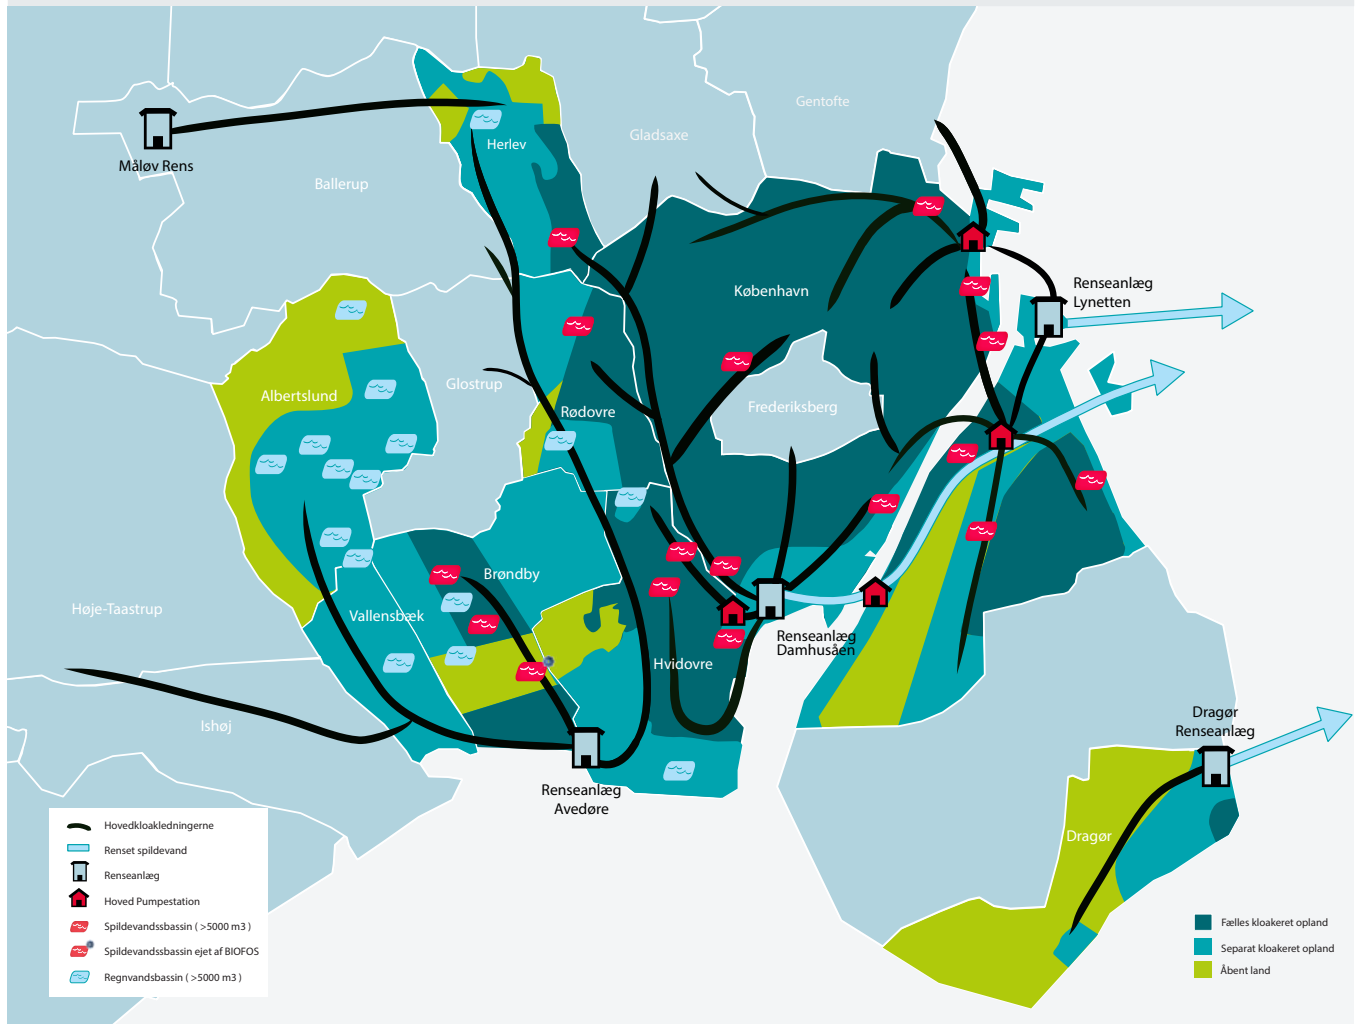 Gentofte
Gladsaxe
Herlev
Måløv Rens
Ballerup
København
Renseanlæg
Lynetten
Glostrup
Albertslund
Rødovre
Frederiksberg
Brøndby
Høje-Taastrup
Vallensbæk
Renseanlæg
Damhusåen
Hvidovre
Ishøj
Dragør
Renseanlæg
Renseanlæg
Avedøre
Dragør
Hovedkloakledningerne
Renset spildevand
Renseanlæg
Hoved Pumpestation
Spildevandssbassin ( >5000 m3 )
Spildevandssbassin ejet af BIOFOS
Regnvandsbassin ( >5000 m3 )
Fælles kloakeret opland
Separat kloakeret opland
Åbent land